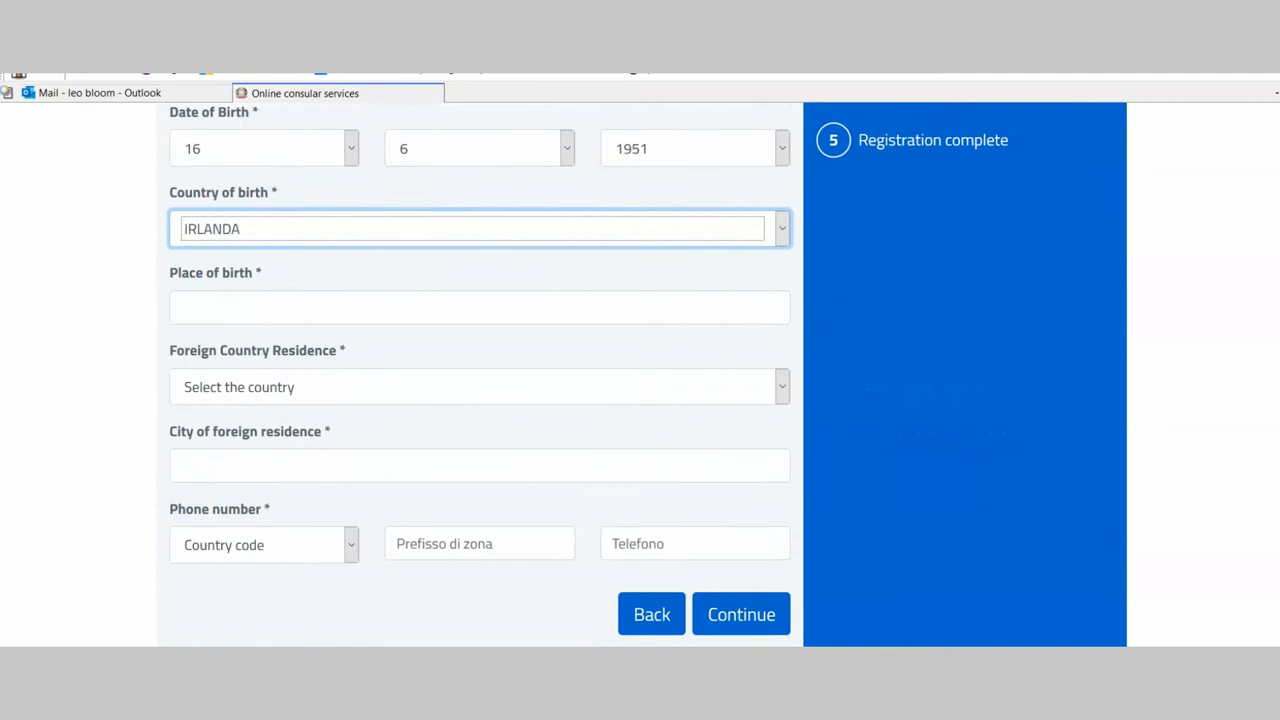 Mail - leo bloom - Outlook
Online consular services
Date of Birth *
5 Registration complete
16 6 1951
Country of birth *
IRLANDA
Place of birth *
Foreign Country Residence *
Select the country
City of foreign residence *
Phone number *
Country code Prefisso di zona Telefono
Back Continue